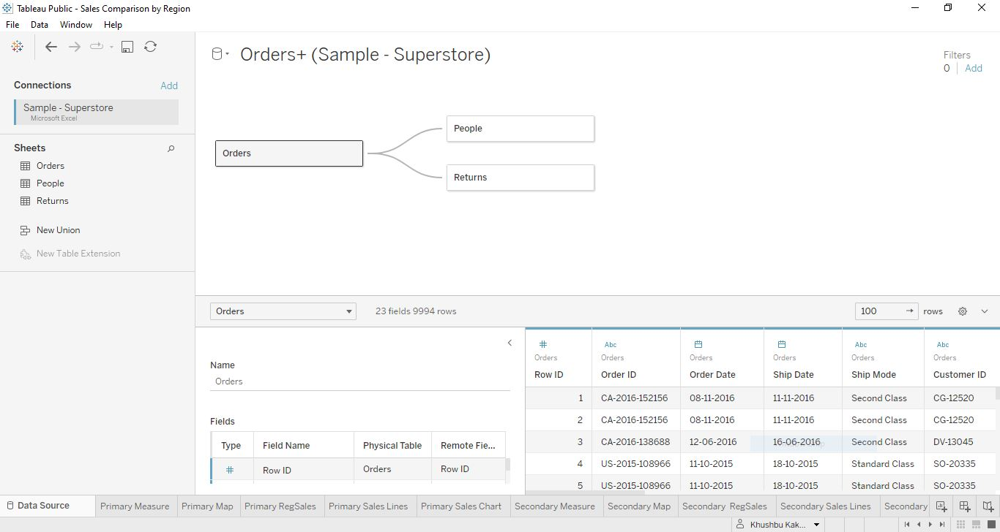 Tableau Public - Sales Comparison by Region
File Data Window Help
Connections Add
Sample - Superstore
Microsoft Excel
Sheets
Orders
People
Returns
New Union
New Table Extension
Orders+ (Sample - Superstore)
Filters
0 Add
Orders
People
Returns
Orders 23 fields 9994 rows 100 rows
Name
Orders
Fields
Type Field Name Physical Table Remote Fie...
# Row ID Orders Row ID
# Abc Abc Abc
Orders Orders Orders Orders Orders Orders
Row ID Order ID Order Date Ship Date Ship Mode Customer ID
1 CA-2016-152156 08-11-2016 11-11-2016 Second Class CG-12520
2 CA-2016-152156 08-11-2016 11-11-2016 Second Class CG-12520
3 CA-2016-138688 12-06-2016 16-06-2016 Second Class DV-13045
4 US-2015-108966 11-10-2015 18-10-2015 Standard Class SO-20335
5 US-2015-108966 11-10-2015 18-10-2015 Standard Class SO-20335
Data Source Primary Measure Primary Map Primary RegSales Primary Sales Lines Primary Sales Chart Secondary Measure Secondary Map Secondary RegSales Secondary Sales Lines Secondary
Khushbu Kak...